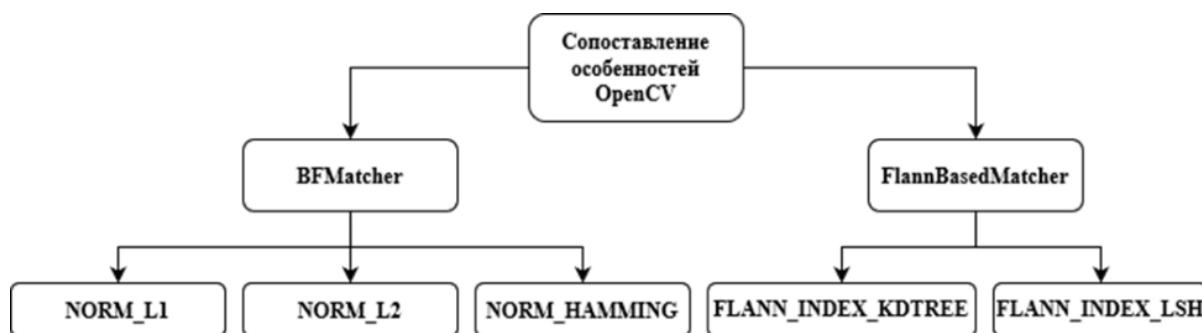 Сопоставление
особенностей
OpenCV
BFMatcher
FlannBasedMatcher
NORM_L1
NORM_L2
NORM_HAMMING
FLANN_INDEX_KDTREE
FLANN_INDEX_LSH